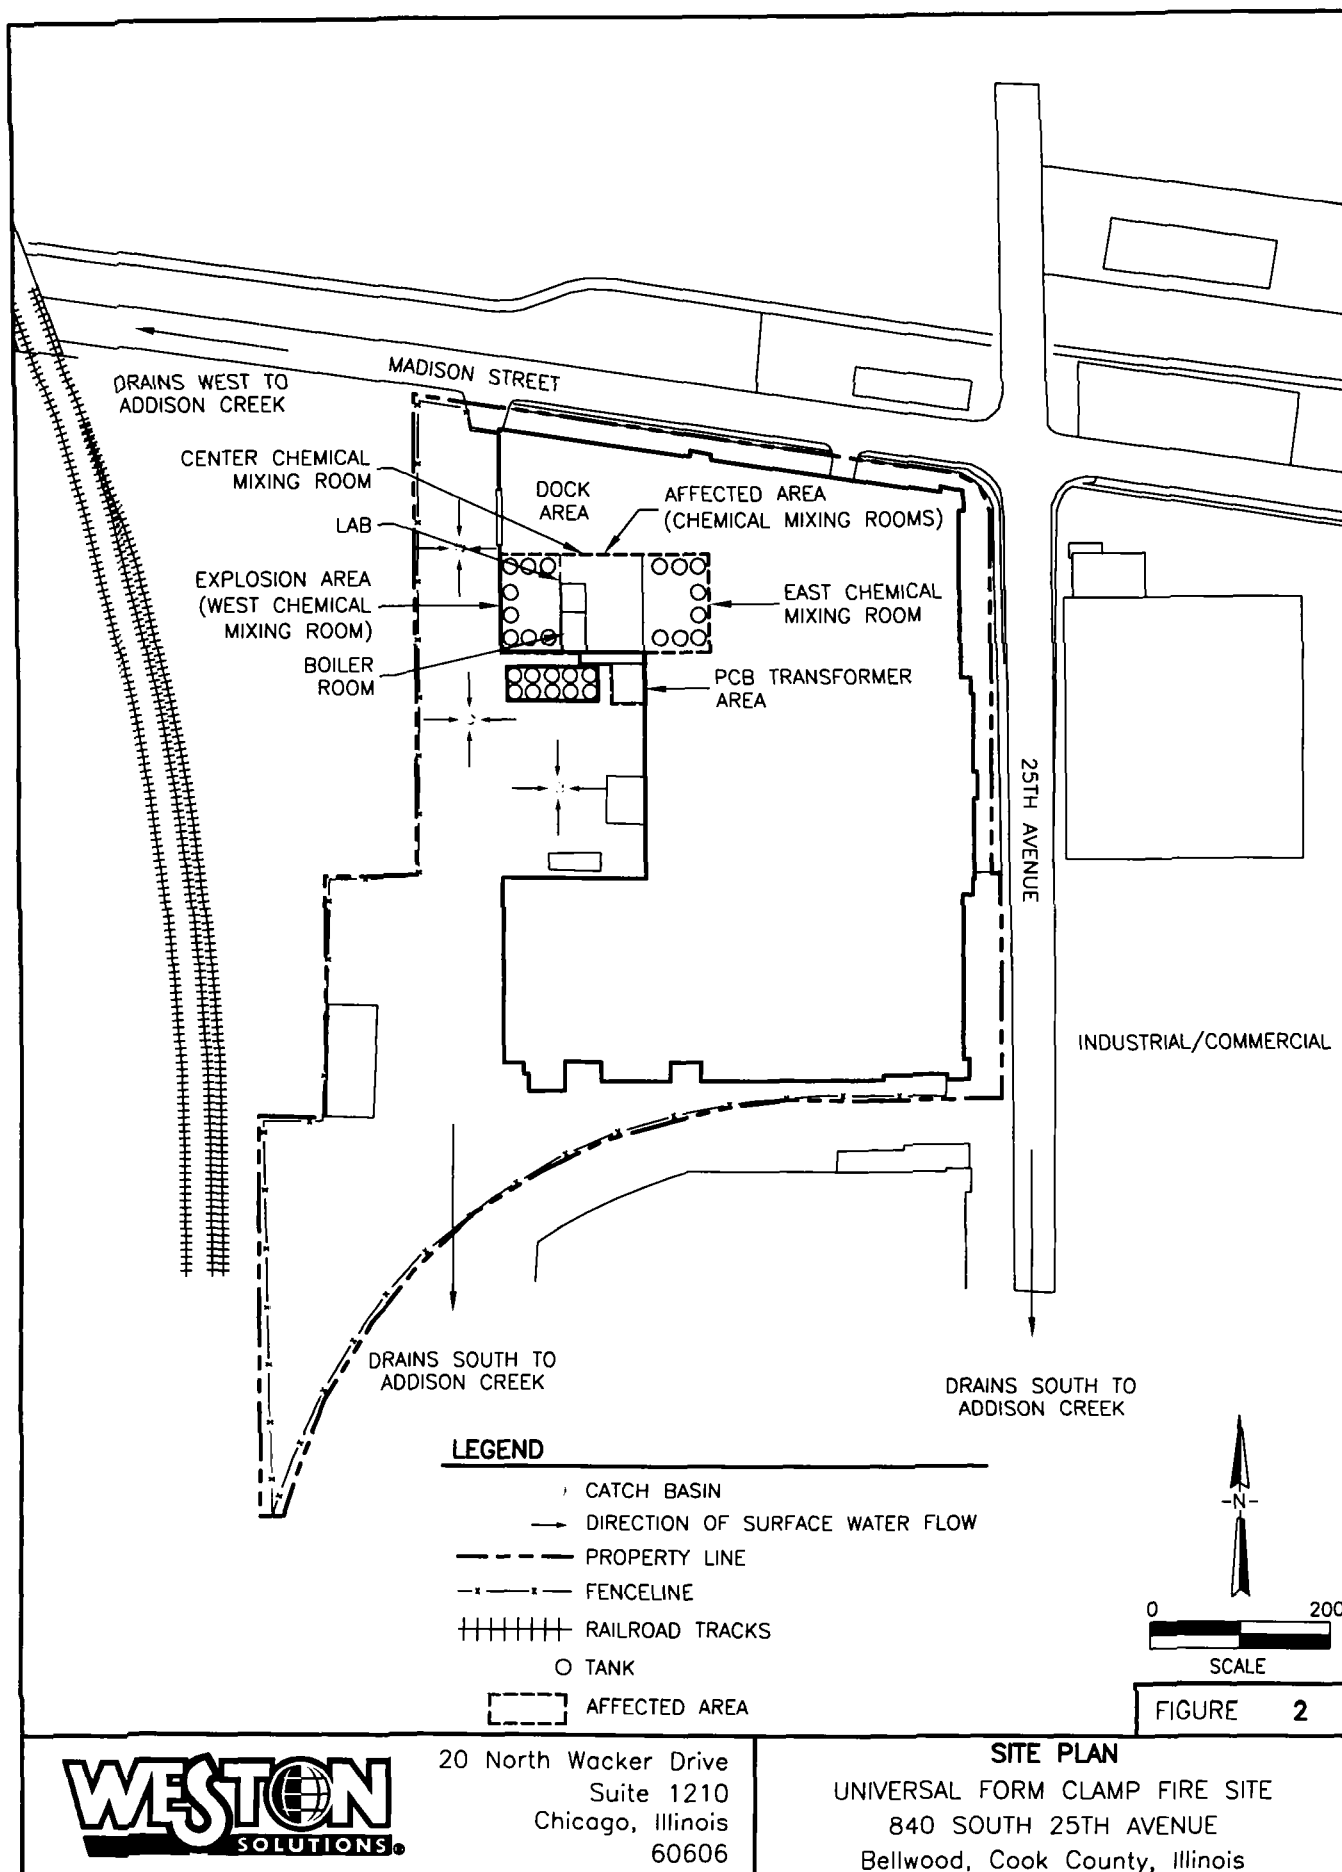 MADISON STREET
DRAINS WEST TO
ADDISON CREEK
CENTER CHEMICAL
MIXING ROOM
DOCK
AREA
AFFECTED AREA
(CHEMICAL MIXING ROOMS)
LAB
EXPLOSION AREA
(WEST CHEMICAL
MIXING ROOM)
EAST CHEMICAL
MIXING ROOM
BOILER
ROOM
PCB TRANSFORMER
AREA
25TH AVENUE
INDUSTRIAL/COMMERCIAL
DRAINS SOUTH TO
ADDISON CREEK
DRAINS SOUTH TO
ADDISON CREEK
LEGEND
CATCH BASIN
DIRECTION OF SURFACE WATER FLOW
PROPERTY LINE
FENCELINE
RAILROAD TRACKS
TANK
AFFECTED AREA
N
0 200
SCALE
FIGURE 2
WESTON
SOLUTIONS
20 North Wacker Drive
Suite 1210
Chicago, Illinois
60606
SITE PLAN
UNIVERSAL FORM CLAMP FIRE SITE
840 SOUTH 25TH AVENUE
Bellwood, Cook County, Illinois